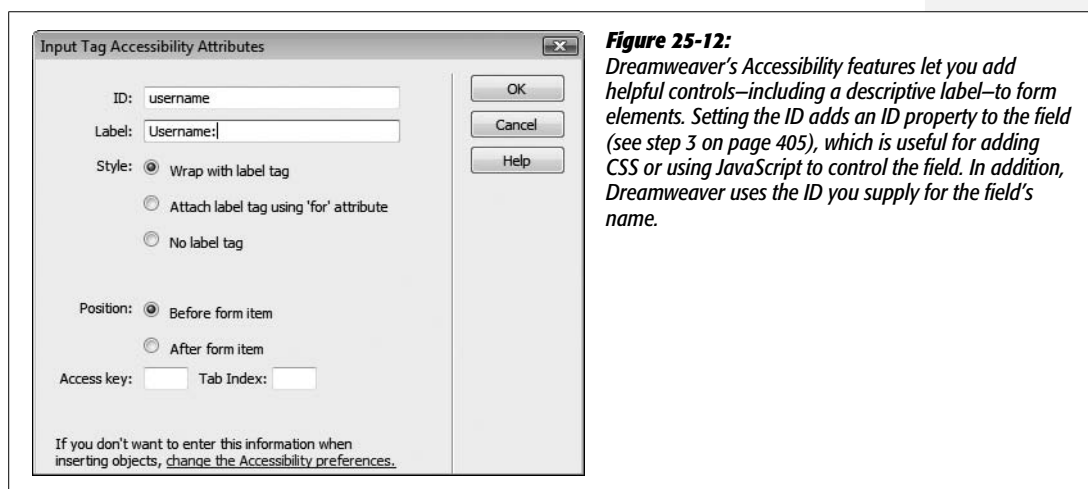 Input Tag Accessibility Attributes
ID: username
Label: Username:
Style: Wrap with label tag
Attach label tag using 'for' attribute
No label tag
Position: Before form item
After form item
Access key: Tab Index:
If you don't want to enter this information when
inserting objects, change the Accessibility preferences.
OK
Cancel
Help
Figure 25-12:
Dreamweaver's Accessibility features let you add
helpful controls—including a descriptive label—to form
elements. Setting the ID adds an ID property to the field
(see step 3 on page 405), which is useful for adding
CSS or using JavaScript to control the field. In addition,
Dreamweaver uses the ID you supply for the field's
name.